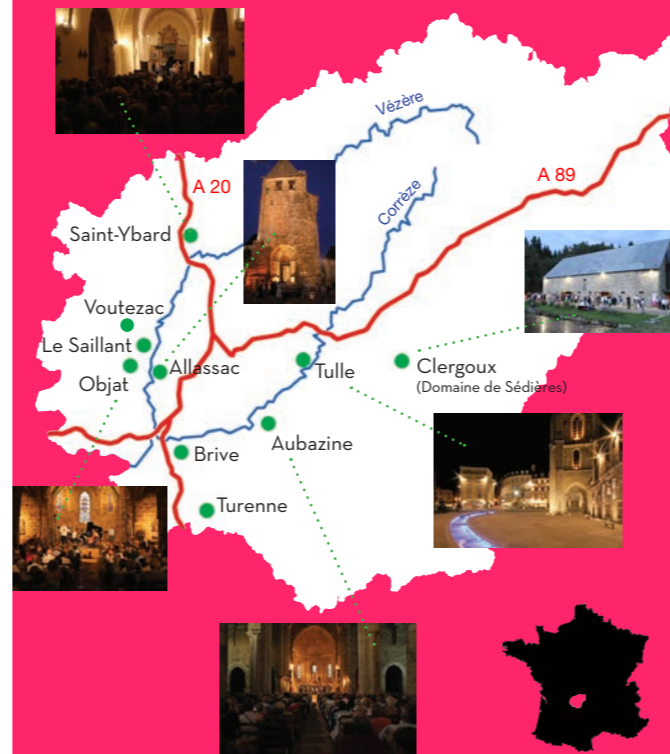 Vézère
A 20
A 89
Corrèze
Saint-Ybard
Voutezac
Le Saillant
Objat
Allassac
Tulle
Clergoux
(Domaine de Sédières)
Aubazine
Brive
Turenne